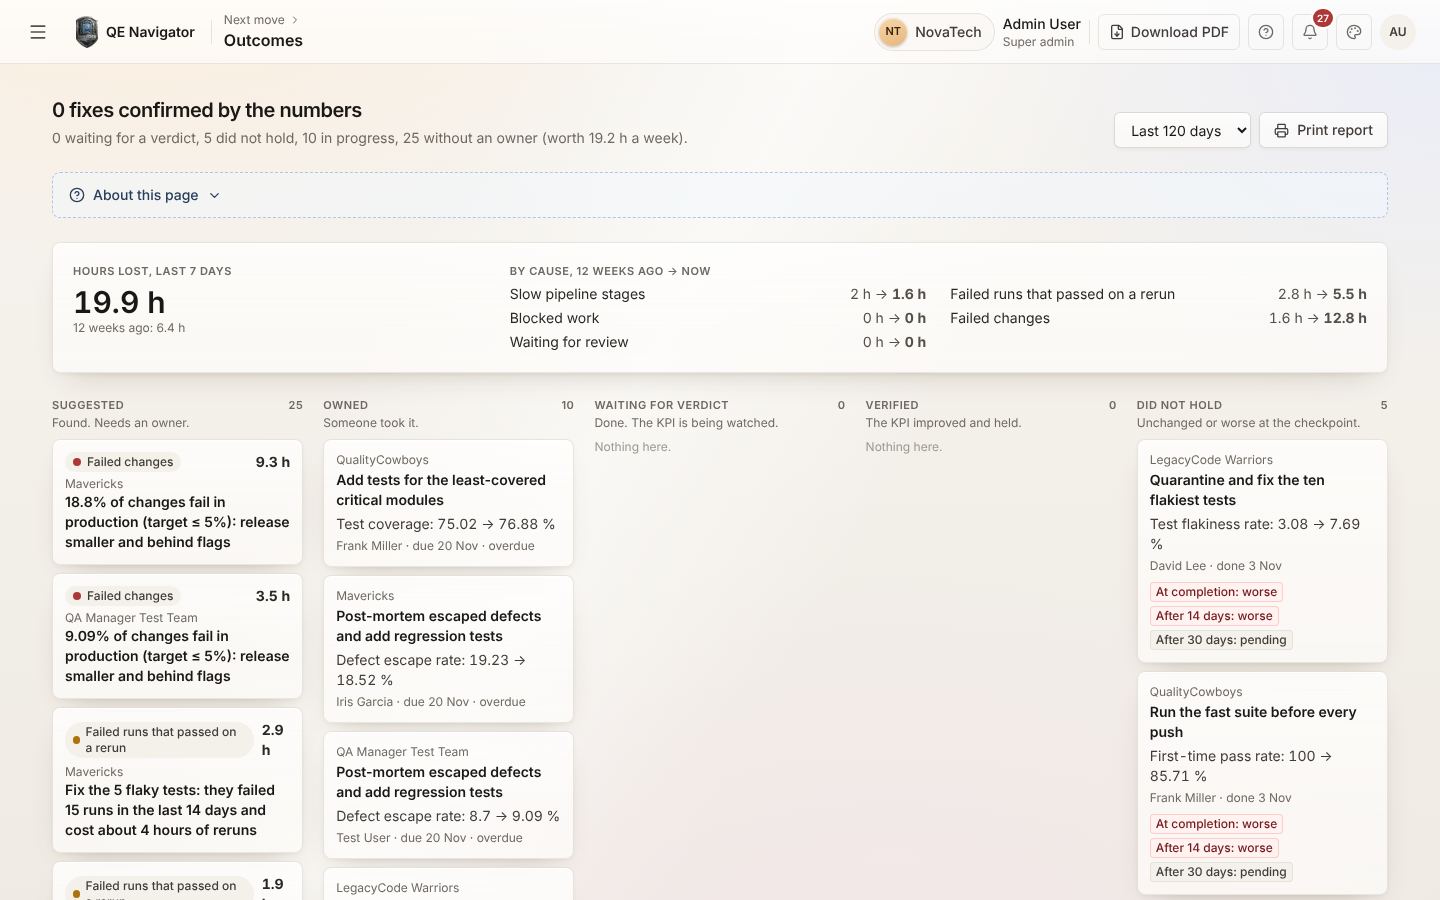 QE Navigator
Next move >
Outcomes
NT
NovaTech
Admin User
Super admin
Download PDF
27
AU
0 fixes confirmed by the numbers
0 waiting for a verdict, 5 did not hold, 10 in progress, 25 without an owner (worth 19.2 h a week).
Last 120 days
Print report
About this page
HOURS LOST, LAST 7 DAYS
19.9 h
12 weeks ago: 6.4 h
BY CAUSE, 12 WEEKS AGO → NOW
Slow pipeline stages 2 h → 1.6 h
Failed runs that passed on a rerun 2.8 h → 5.5 h
Blocked work 0 h → 0 h
Failed changes 1.6 h → 12.8 h
Waiting for review 0 h → 0 h
SUGGESTED 25
Found. Needs an owner.
Failed changes 9.3 h
Mavericks
18.8% of changes fail in
production (target ≤ 5%): release
smaller and behind flags
Failed changes 3.5 h
QA Manager Test Team
9.09% of changes fail in
production (target ≤ 5%): release
smaller and behind flags
Failed runs that passed on
a rerun
2.9
h
Mavericks
Fix the 5 flaky tests: they failed
15 runs in the last 14 days and
cost about 4 hours of reruns
Failed runs that passed on
1.9
OWNED 10
Someone took it.
QualityCowboys
Add tests for the least-covered
critical modules
Test coverage: 75.02 → 76.88 %
Frank Miller · due 20 Nov · overdue
Mavericks
Post-mortem escaped defects
and add regression tests
Defect escape rate: 19.23 →
18.52 %
Iris Garcia · due 20 Nov · overdue
QA Manager Test Team
Post-mortem escaped defects
and add regression tests
Defect escape rate: 8.7 → 9.09 %
Test User · due 20 Nov · overdue
LegacyCode Warriors
WAITING FOR VERDICT 0
Done. The KPI is being watched.
Nothing here.
VERIFIED 0
The KPI improved and held.
Nothing here.
DID NOT HOLD 5
Unchanged or worse at the checkpoint.
LegacyCode Warriors
Quarantine and fix the ten
flakiest tests
Test flakiness rate: 3.08 → 7.69
%
David Lee · done 3 Nov
At completion: worse
After 14 days: worse
After 30 days: pending
QualityCowboys
Run the fast suite before every
push
First-time pass rate: 100 →
85.71 %
Frank Miller · done 3 Nov
At completion: worse
After 14 days: worse
After 30 days: pending